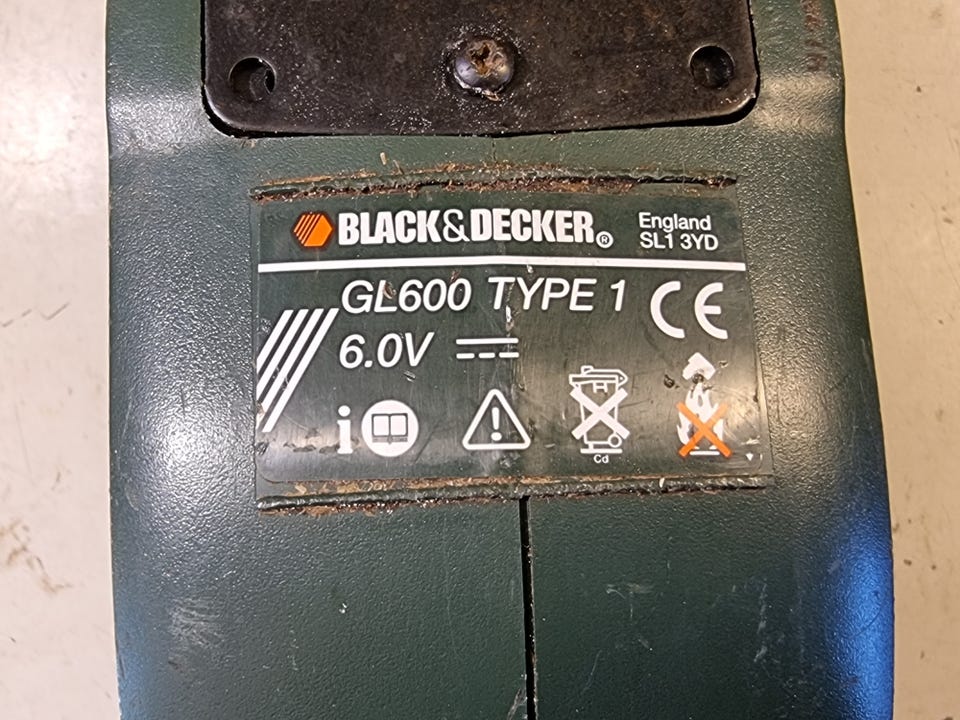 BLACK&DECKER®
England
SL1 3YD
GL600 TYPE 1
CE
6.0V
i
Cd